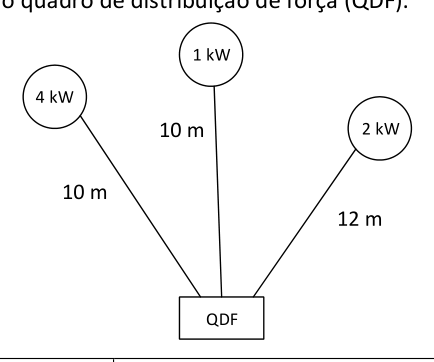 o quadro de distribuição de força (QDF).
1 kW
4 kW
2 kW
10 m
10 m
12 m
QDF